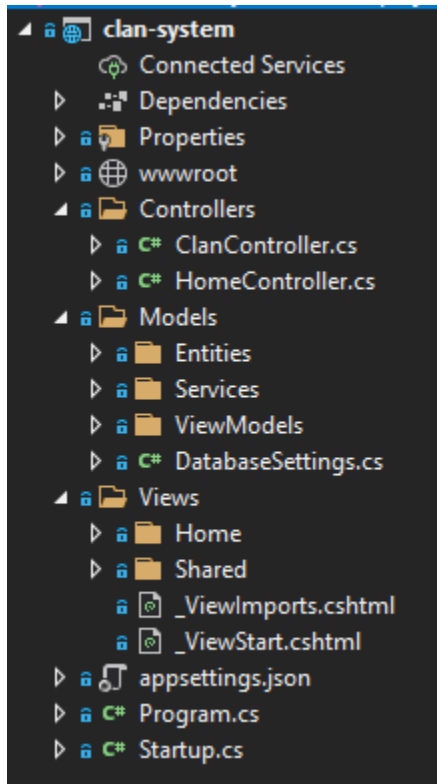 clan-system
Connected Services
Dependencies
Properties
wwwroot
Controllers
C# ClanController.cs
C# HomeController.cs
Models
Entities
Services
ViewModels
C# DatabaseSettings.cs
Views
Home
Shared
_ViewImports.cshtml
_ViewStart.cshtml
appsettings.json
C# Program.cs
C# Startup.cs